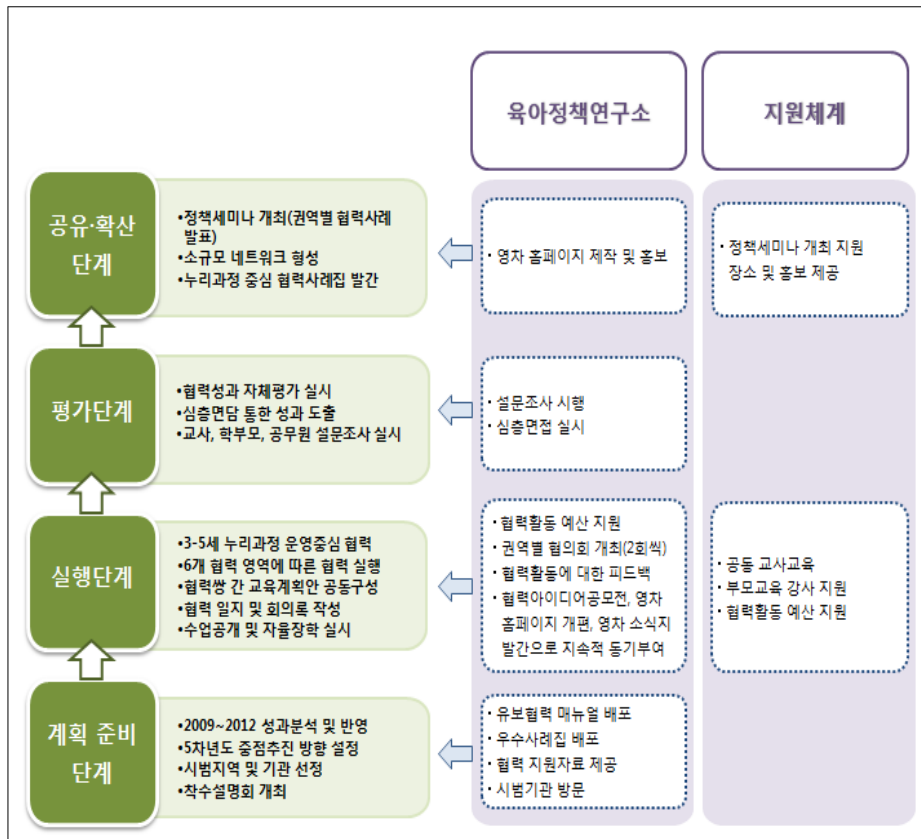 육아정책연구소
지원체계
공유·확산
단계
•정책세미나 개최(권역별 협력사례
발표)
•소규모 네트워크 형성
•누리과정 중심 협력사례집 발간
· 영차 홈페이지 제작 및 홍보
· 정책세미나 개최 지원
장소 및 홍보 제공
평가단계
•협력성과 자체평가 실시
•심층면담 통한 성과 도출
•교사, 학부모, 공무원 설문조사 실시
· 설문조사 시행
· 심층면접 실시
실행단계
•3-5세 누리과정 운영중심 협력
•6개 협력 영역에 따른 협력 실행
•협력쌍 간 교육계획안 공동구성
•협력 일지 및 회의록 작성
•수업공개 및 자율장학 실시
· 협력활동 예산 지원
· 권역별 협의회 개최(2회씩)
· 협력활동에 대한 피드백
· 협력아이디어공모전, 영차
홈페이지 개편, 영차 소식지
발간으로 지속적 동기부여
· 공동 교사교육
· 부모교육 강사 지원
· 협력활동 예산 지원
계획 준비
단계
•2009~2012 성과분석 및 반영
•5차년도 중점추진 방향 설정
•시범지역 및 기관 선정
•착수설명회 개최
· 유보협력 매뉴얼 배포
· 우수사례집 배포
· 협력 지원자료 제공
· 시범기관 방문